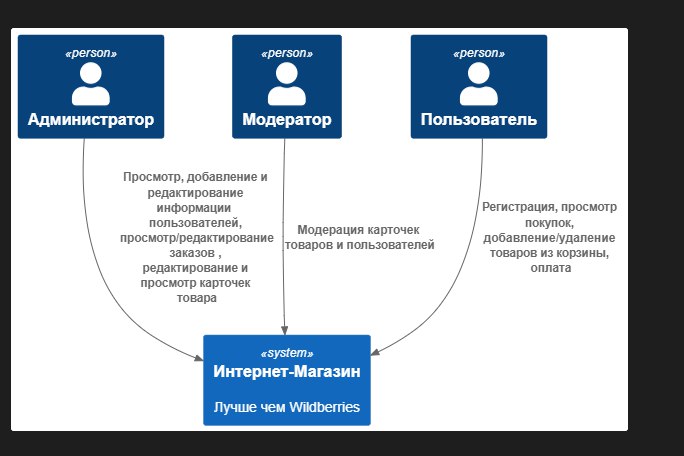 «person»
Администратор
«person»
Модератор
«person»
Пользователь
Просмотр, добавление и
редактирование
информации
пользователей,
просмотр/редактирование
заказов ,
редактирование и
просмотр карточек
товара
Модерация карточек
товаров и пользователей
Регистрация, просмотр
покупок,
добавление/удаление
товаров из корзины,
оплата
«system»
Интернет-Магазин
Лучше чем Wildberries